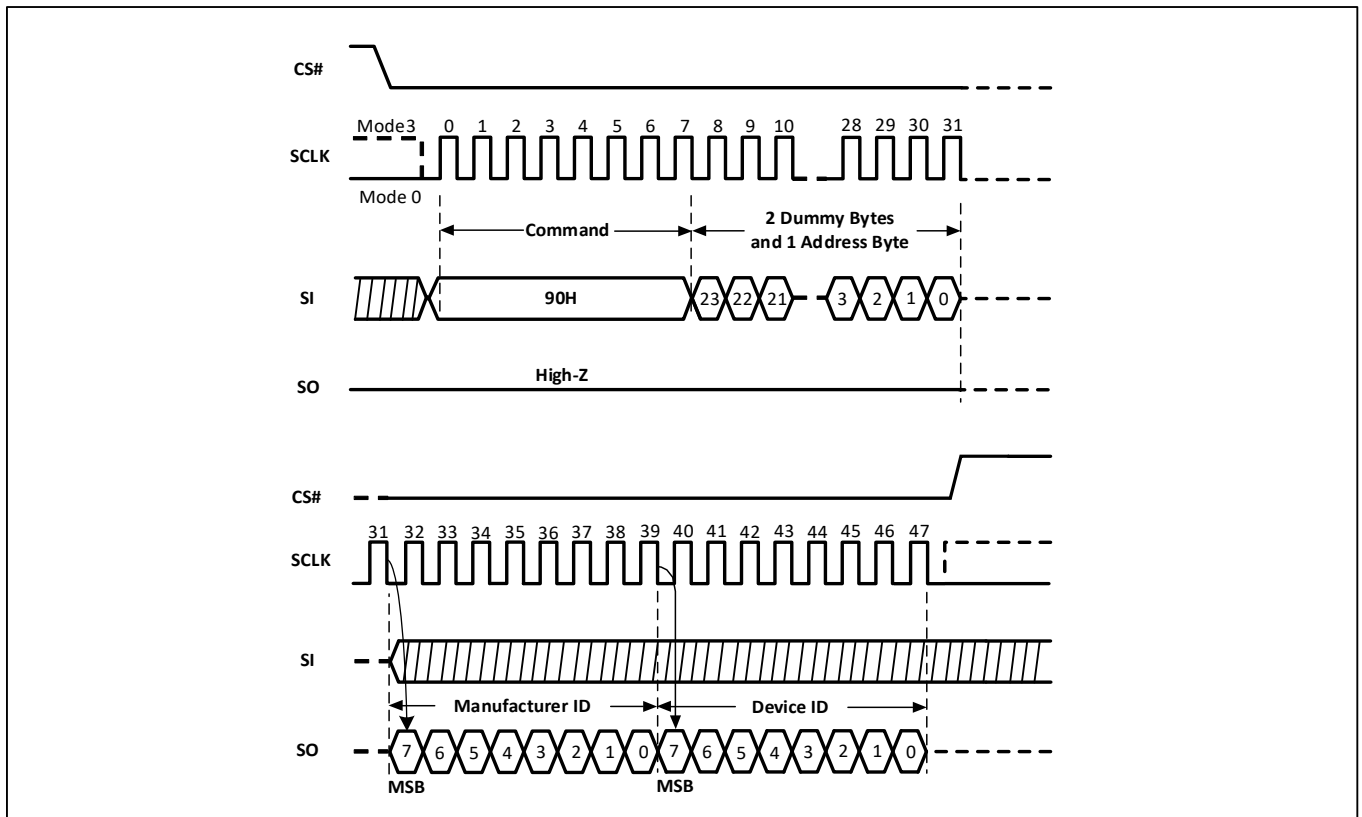 CS#
Mode3 0 1 2 3 4 5 6 7 8 9 10 28 29 30 31
SCLK
Mode 0
Command
2 Dummy Bytes
and 1 Address Byte
SI 90H 23 22 21 3 2 1 0
High-Z
SO
CS#
31 32 33 34 35 36 37 38 39 40 41 42 43 44 45 46 47
SCLK
SI
Manufacturer ID Device ID
SO 7 6 5 4 3 2 1 0 7 6 5 4 3 2 1 0
MSB MSB